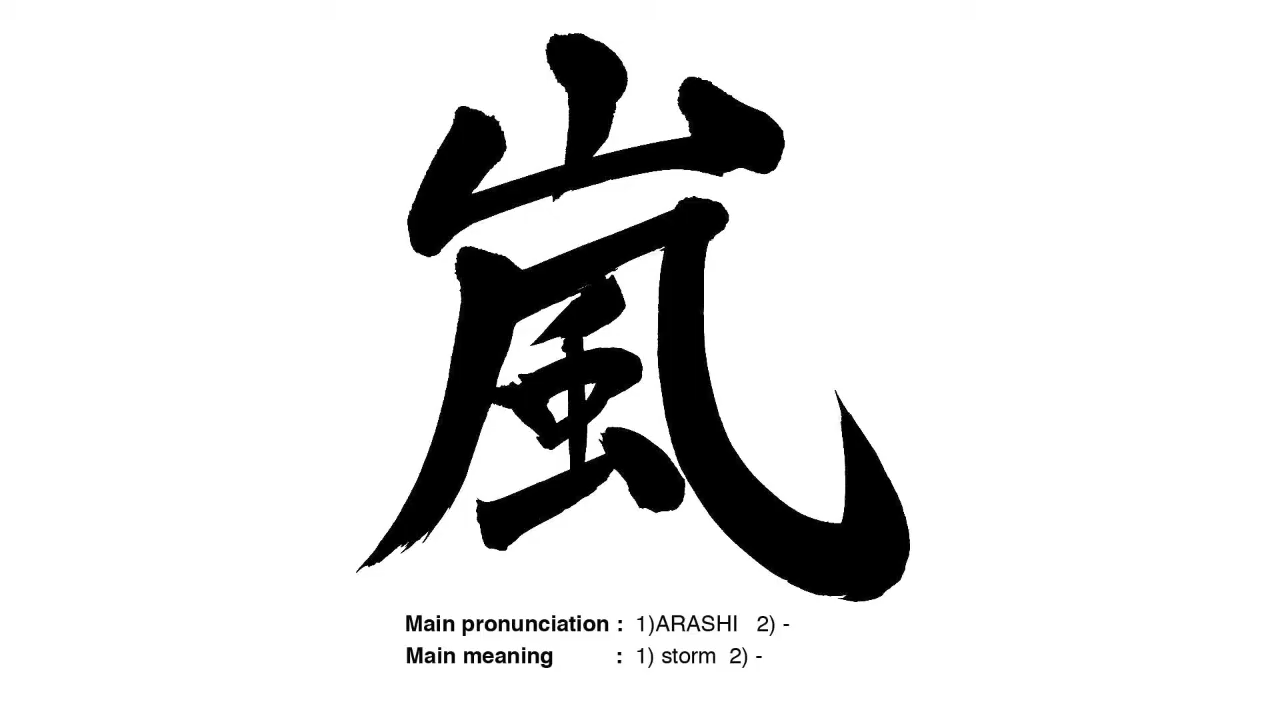 嵐
Main pronunciation : 1)ARASHI 2) -
Main meaning : 1) storm 2) -